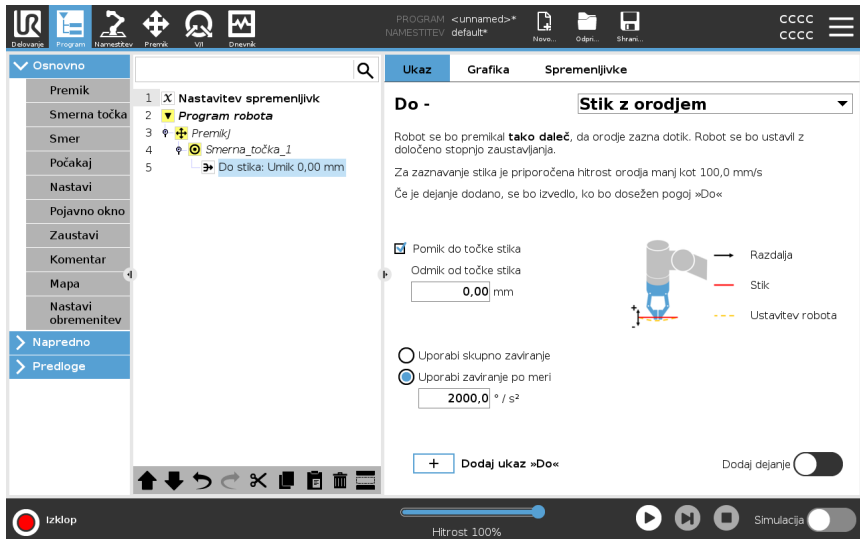 UR
PROGRAM <unnamed>*
NAMESTITEV default*
Delovanje
Program
Namestitev
Premik
V/I
Dnevnik
Novo...
Odpri...
Shrani...
CCCC
CCCC
Osnovno
Premik
Smerna točka
Smer
Počakaj
Nastavi
Pojavno okno
Zaustavi
Komentar
Mapa
Nastavi
obremenitev
Napredno
Predloge
1 X Nastavitev spremenljivk
2 Program robota
3 PremikJ
4 Smerna_točka_1
5 Do stika: Umik 0,00 mm
Ukaz
Grafika
Spremenljivke
Do -
Stik z orodjem
Robot se bo premikal tako daleč, da orodje zazna dotik. Robot se bo ustavil z
določeno stopnjo zaustavljanja.
Za zaznavanje stika je priporočena hitrost orodja manj kot 100,0 mm/s
Če je dejanje dodano, se bo izvedlo, ko bo dosežen pogoj »Do«
Pomik do točke stika
Odmik od točke stika
0,00 mm
+
-
Razdalja
Stik
Ustavitev robota
Uporabi skupno zaviranje
Uporabi zaviranje po meri
2000,0 ° / s²
+ Dodaj ukaz »Do«
Dodaj dejanje
Izklop
Hitrost 100%
Simulacija